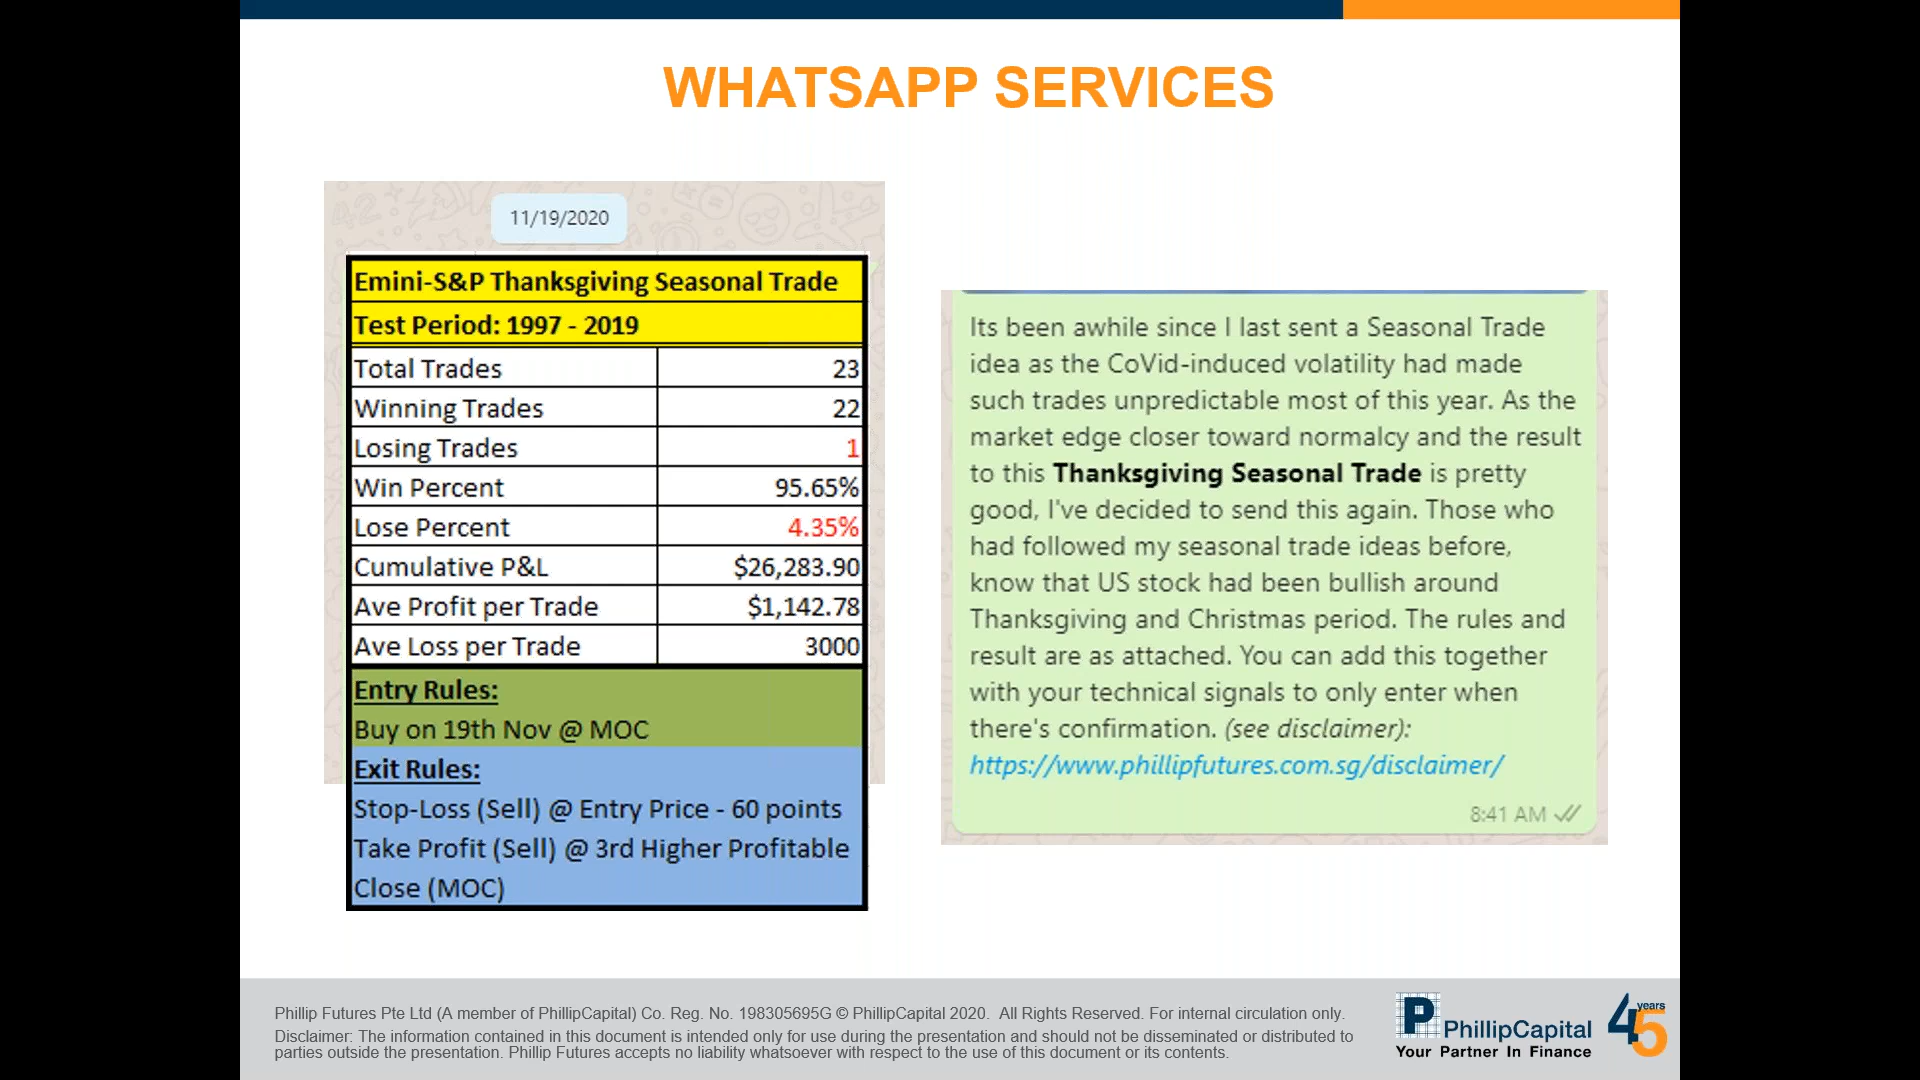 WHATSAPP SERVICES
11/19/2020
Emini-S&P Thanksgiving Seasonal Trade
Test Period: 1997 - 2019
Total Trades 23
Winning Trades 22
Losing Trades 1
Win Percent 95.65%
Lose Percent 4.35%
Cumulative P&L $26,283.90
Ave Profit per Trade $1,142.78
Ave Loss per Trade 3000
Entry Rules:
Buy on 19th Nov @ MOC
Exit Rules:
Stop-Loss (Sell) @ Entry Price - 60 points
Take Profit (Sell) @ 3rd Higher Profitable
Close (MOC)
Its been awhile since I last sent a Seasonal Trade
idea as the CoVid-induced volatility had made
such trades unpredictable most of this year. As the
market edge closer toward normalcy and the result
to this Thanksgiving Seasonal Trade is pretty
good, I've decided to send this again. Those who
had followed my seasonal trade ideas before,
know that US stock had been bullish around
Thanksgiving and Christmas period. The rules and
result are as attached. You can add this together
with your technical signals to only enter when
there's confirmation. (see disclaimer):
https://www.phillipfutures.com.sg/disclaimer/
8:41 AM
Phillip Futures Pte Ltd (A member of PhillipCapital) Co. Reg. No. 198305695G © PhillipCapital 2020. All Rights Reserved. For internal circulation only.
Disclaimer: The information contained in this document is intended only for use during the presentation and should not be disseminated or distributed to
parties outside the presentation. Phillip Futures accepts no liability whatsoever with respect to the use of this document or its contents.
P PhillipCapital
Your Partner In Finance
45 years